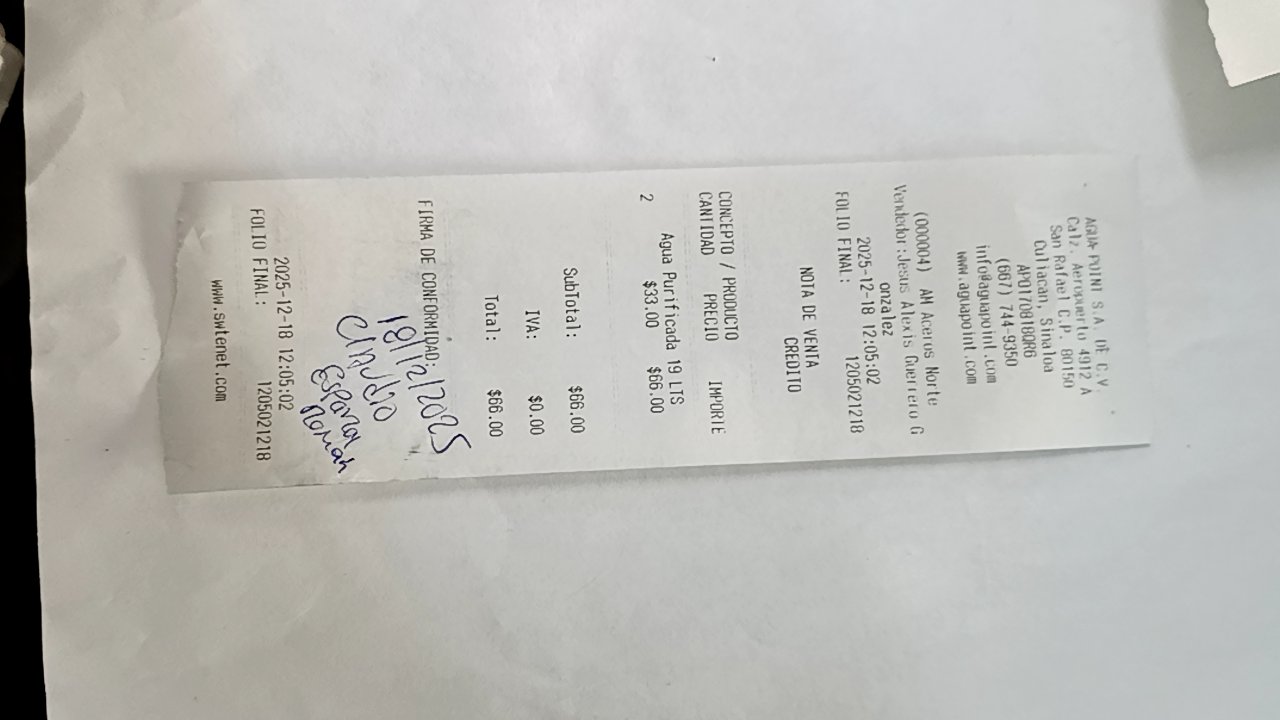 AGUA POINT S.A. DE C.V.
Calz. Aeropuerto 4912 A
San Rafael C.P. 80150
Culiacan, Sinaloa
APO170818QR6
(667) 744-9350
info@aguapoint.com
www.aguapoint.com
(000004) AM Aceros Norte
Vendedor:Jesus Alexis Guerrero G
onzalez
2025-12-18 12:05:02
FOLIO FINAL: 1205021218
NOTA DE VENTA
CREDITO
CONCEPTO / PRODUCTO
CANTIDAD PRECIO IMPORTE
Agua Purificada 19 LTS
2 $33.00 $66.00
SubTotal: $66.00
IVA: $0.00
Total: $66.00
FIRMA DE CONFORMIDAD:
18/12/2025
España
2025-12-18 12:05:02
FOLIO FINAL: 1205021218
www.swtenet.com